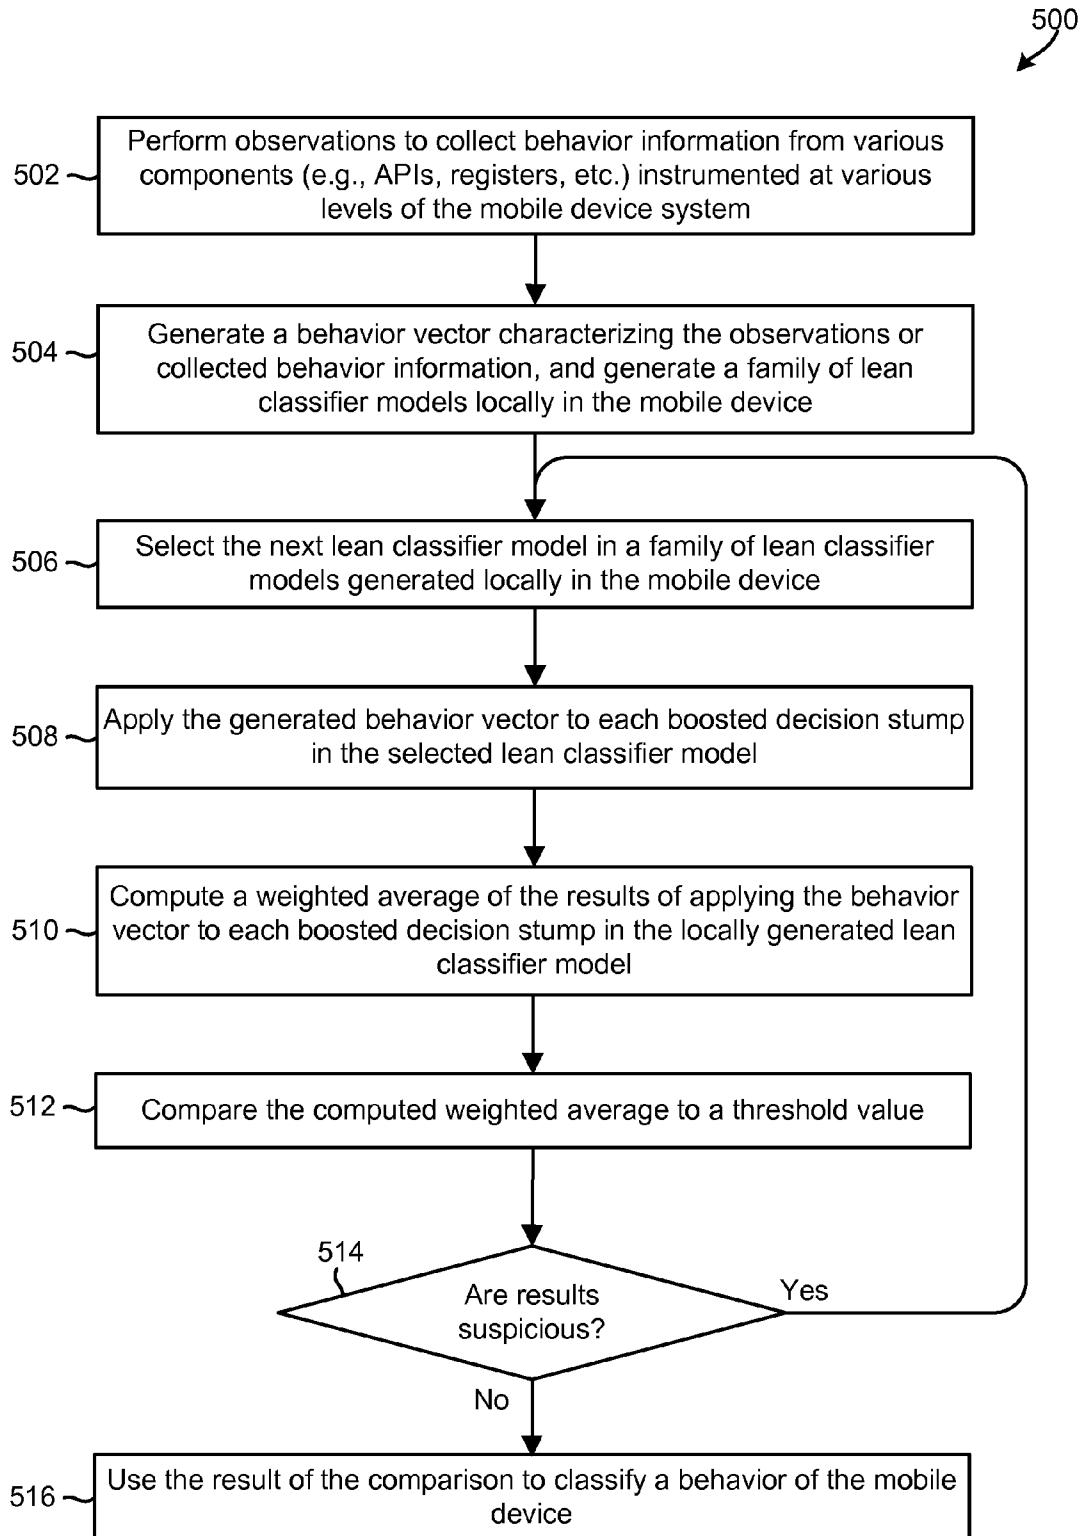 500
502
Perform observations to collect behavior information from various
components (e.g., APIs, registers, etc.) instrumented at various
levels of the mobile device system
504
Generate a behavior vector characterizing the observations or
collected behavior information, and generate a family of lean
classifier models locally in the mobile device
506
Select the next lean classifier model in a family of lean classifier
models generated locally in the mobile device
508
Apply the generated behavior vector to each boosted decision stump
in the selected lean classifier model
510
Compute a weighted average of the results of applying the behavior
vector to each boosted decision stump in the locally generated lean
classifier model
512
Compare the computed weighted average to a threshold value
514
Are results
suspicious?
Yes
No
516
Use the result of the comparison to classify a behavior of the mobile
device